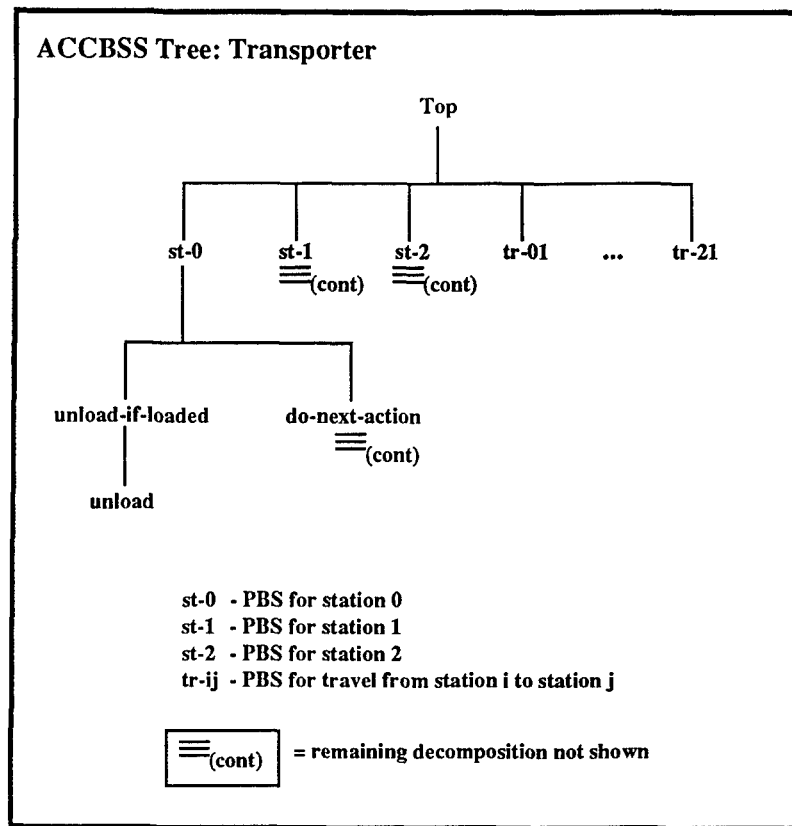 ACCBSS Tree: Transporter
Top
st-0 st-1 st-2 tr-01 ... tr-21
(cont) (cont)
unload-if-loaded do-next-action
(cont)
unload
st-0 - PBS for station 0
st-1 - PBS for station 1
st-2 - PBS for station 2
tr-ij - PBS for travel from station i to station j
(cont) = remaining decomposition not shown